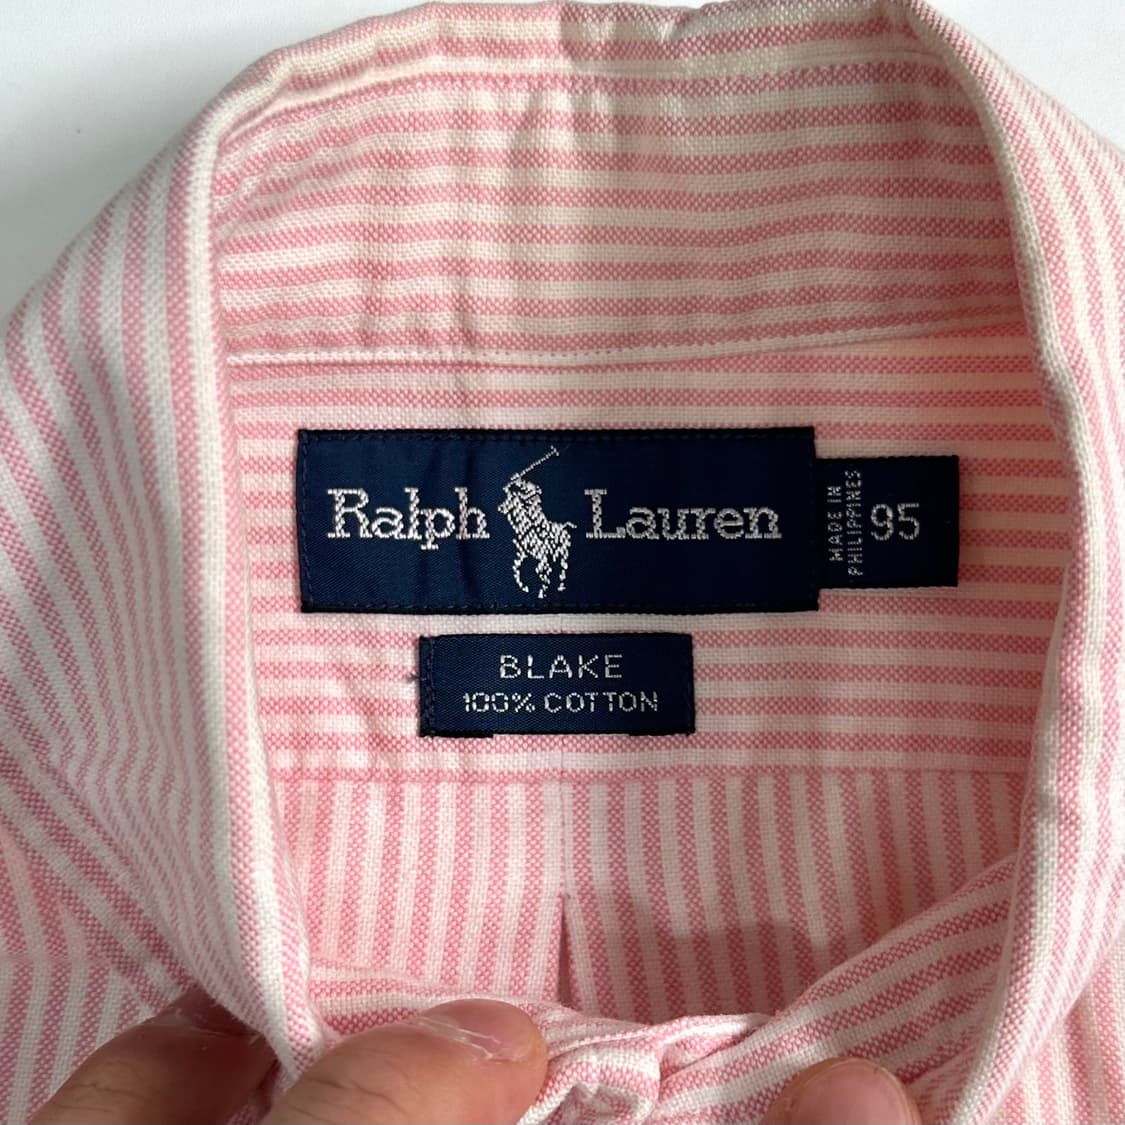 Ralph Lauren
MADE IN
PHILIPPINES
95
BLAKE
100% COTTON